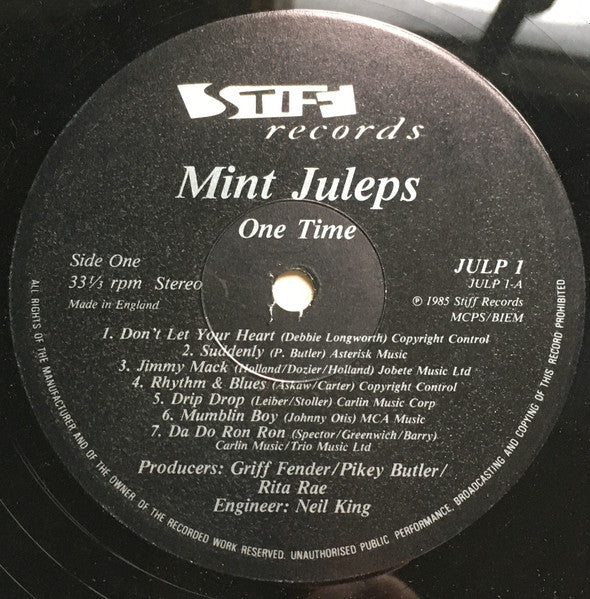 STIFF
records
Mint Juleps
One Time
Side One
33⅓ rpm Stereo
Made in England
JULP 1
JULP 1-A
℗ 1985 Stiff Records
MCPS/BIEM
1. Don't Let Your Heart (Debbie Longworth) Copyright Control
2. Suddenly (P. Butler) Asterisk Music
3. Jimmy Mack (Holland/Dozier/Holland) Jobete Music Ltd
4. Rhythm & Blues (Askaw/Carter) Copyright Control
5. Drip Drop (Leiber/Stoller) Carlin Music Corp
6. Mumblin Boy (Johnny Otis) MCA Music
7. Da Do Ron Ron (Spector/Greenwich/Barry)
Carlin Music/Trio Music Ltd
Producers: Griff Fender/Pikey Butler/
Rita Rae
Engineer: Neil King
ALL RIGHTS OF THE MANUFACTURER AND OF THE OWNER OF THE RECORDED WORK RESERVED. UNAUTHORISED PUBLIC PERFORMANCE, BROADCASTING AND COPYING OF THIS RECORD PROHIBITED